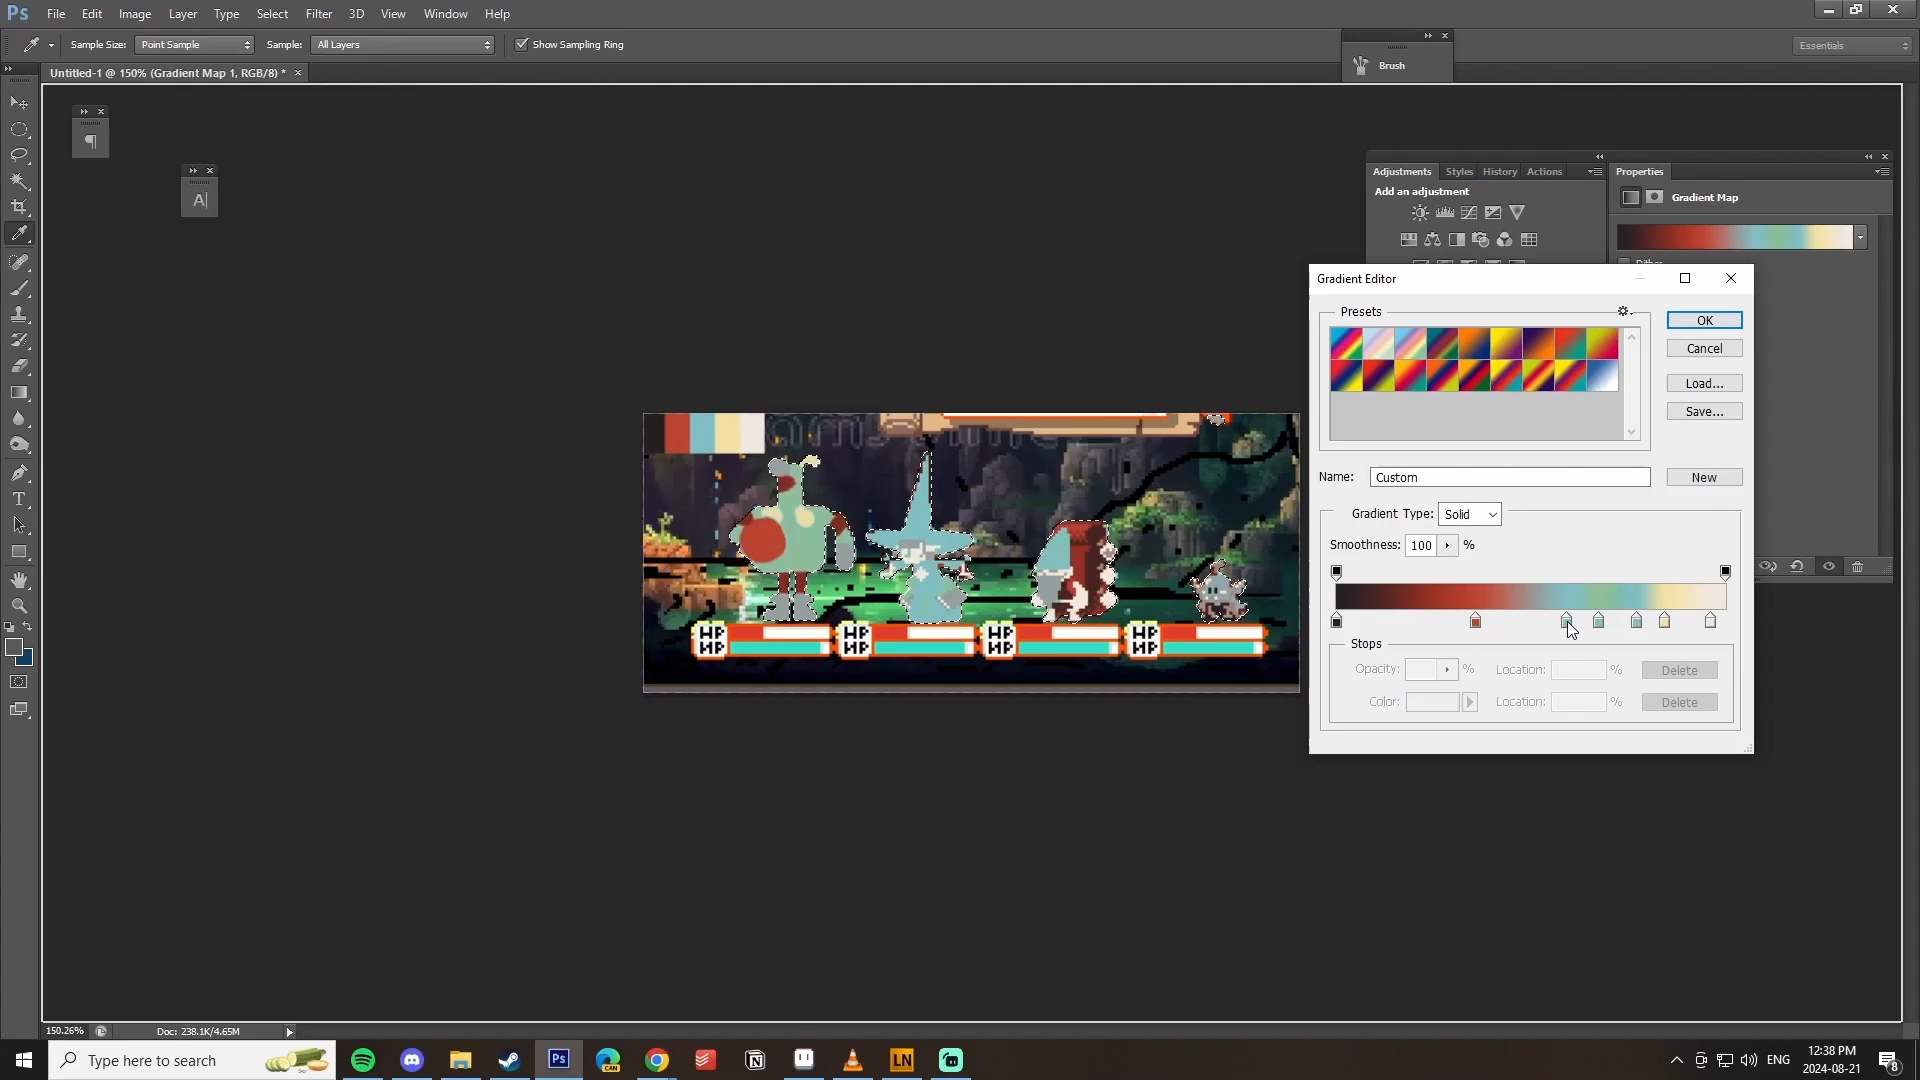 Ps File Edit Image Layer Type Select Filter 3D View Window Help
Sample Size: Point Sample Sample: All Layers Show Sampling Ring Essentials
Untitled-1 @ 150% (Gradient Map 1, RGB/8) * ×
Brush
Adjustments Styles History Actions
Add an adjustment
Properties
Gradient Map
Gradient Editor
Presets
OK
Cancel
Load...
Save...
Name: Custom New
Gradient Type: Solid
Smoothness: 100 %
Stops
Opacity: % Location: % Delete
Color: Location: % Delete
HP HP HP HP
150.26% Doc: 238.1K/4.65M
Type here to search
Ps
CAN
LN
ENG
12:38 PM
2024-08-21
8